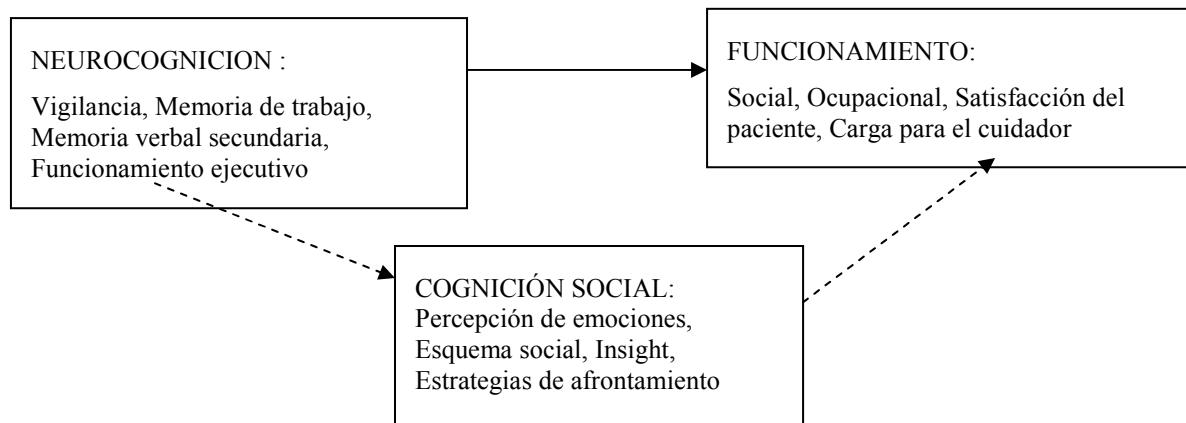 NEUROCOGNICION :
Vigilancia, Memoria de trabajo,
Memoria verbal secundaria,
Funcionamiento ejecutivo
FUNCIONAMIENTO:
Social, Ocupacional, Satisfacción del
paciente, Carga para el cuidador
COGNICIÓN SOCIAL:
Percepción de emociones,
Esquema social, Insight,
Estrategias de afrontamiento